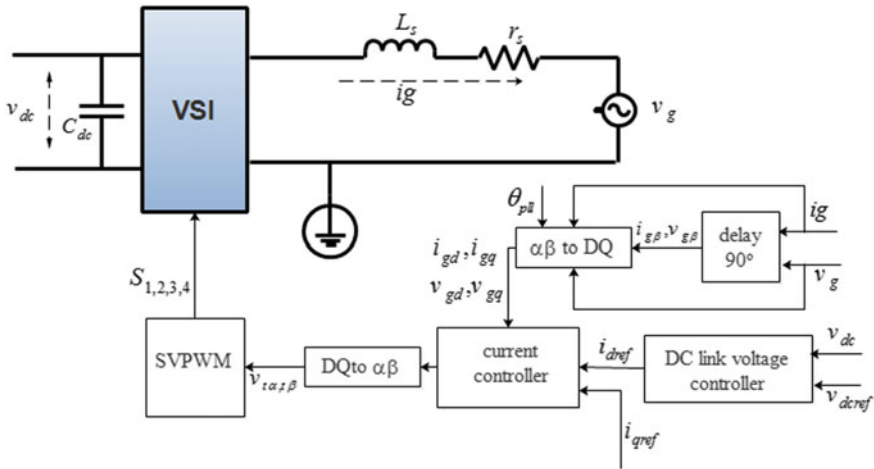 L_s
r_s
v_dc
C_dc
VSI
ig
v_g
θ_pll
ig
i_gd, i_gq
αβ to DQ
i_gβ, v_gβ
delay
90°
v_g
v_gd, v_gq
S_1,2,3,4
SVPWM
v_tα,tβ
DQto αβ
current
controller
i_dref
DC link voltage
controller
v_dc
v_dcref
i_qref